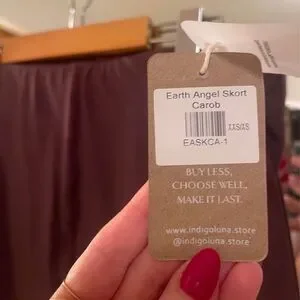 Earth Angel Skort
Carob
XXS/XS
EASKCA-1
BUY LESS,
CHOOSE WELL,
MAKE IT LAST.
www.indigoluna.store
@indigoluna.store